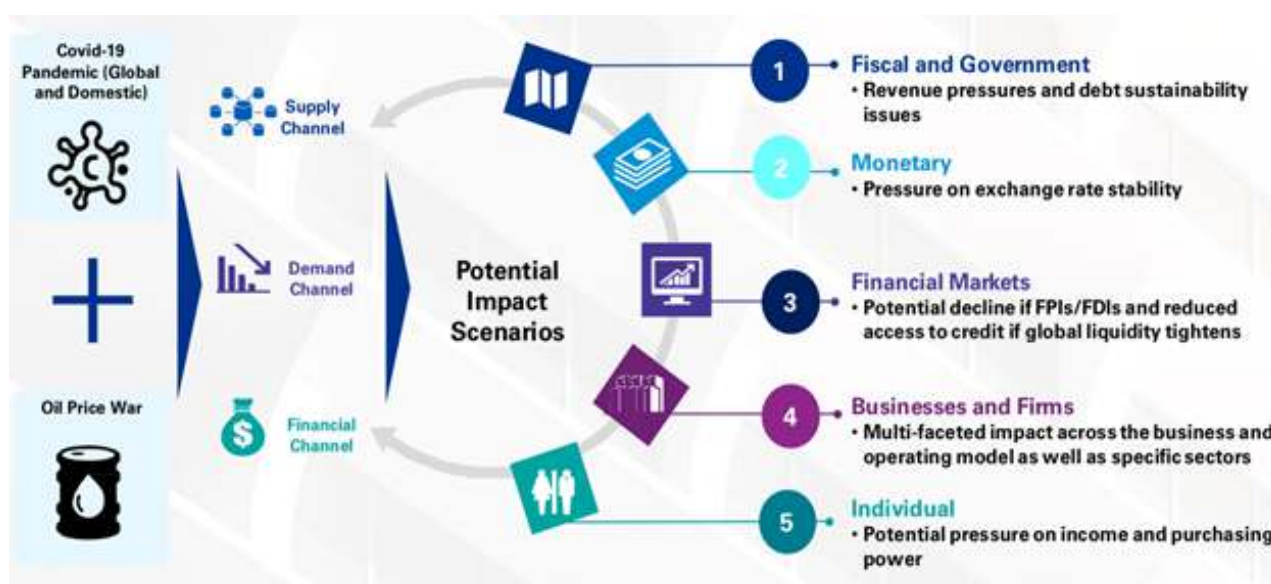 Covid-19
Pandemic (Global
and Domestic)
Oil Price War
Supply
Channel
Demand
Channel
$
Financial
Channel
Potential
Impact
Scenarios
1
Fiscal and Government
• Revenue pressures and debt sustainability
issues
2
Monetary
• Pressure on exchange rate stability
3
Financial Markets
• Potential decline if FPIs/FDIs and reduced
access to credit if global liquidity tightens
4
Businesses and Firms
• Multi-faceted impact across the business and
operating model as well as specific sectors
5
Individual
• Potential pressure on income and purchasing
power